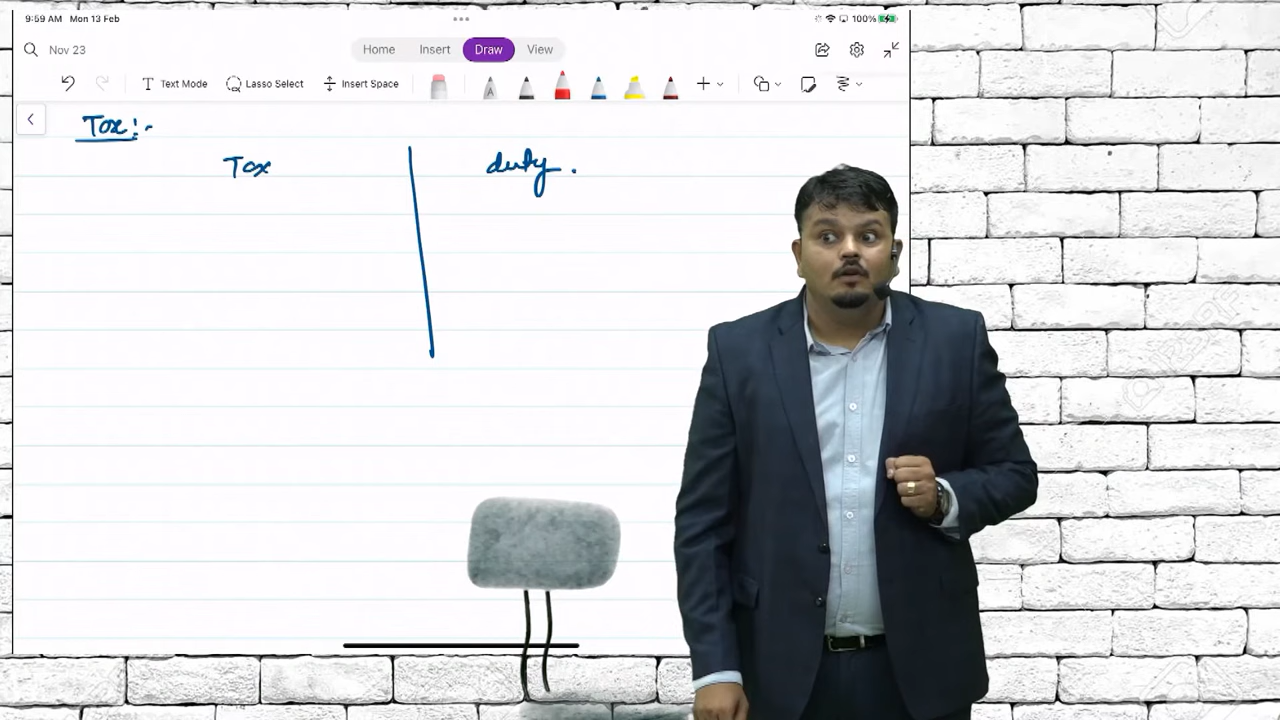 9:59 AM Mon 13 Feb
100%
Nov 23
Home Insert Draw View
Text Mode Lasso Select Insert Space
Tax:-
Tax duty.